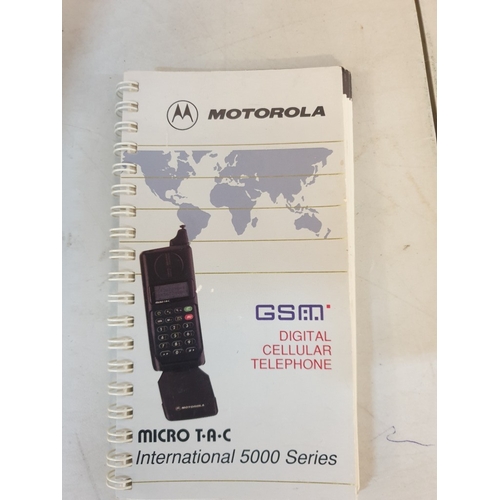 MOTOROLA
GSM
DIGITAL
CELLULAR
TELEPHONE
MOTOROLA
MICRO T·A·C
International 5000 Series